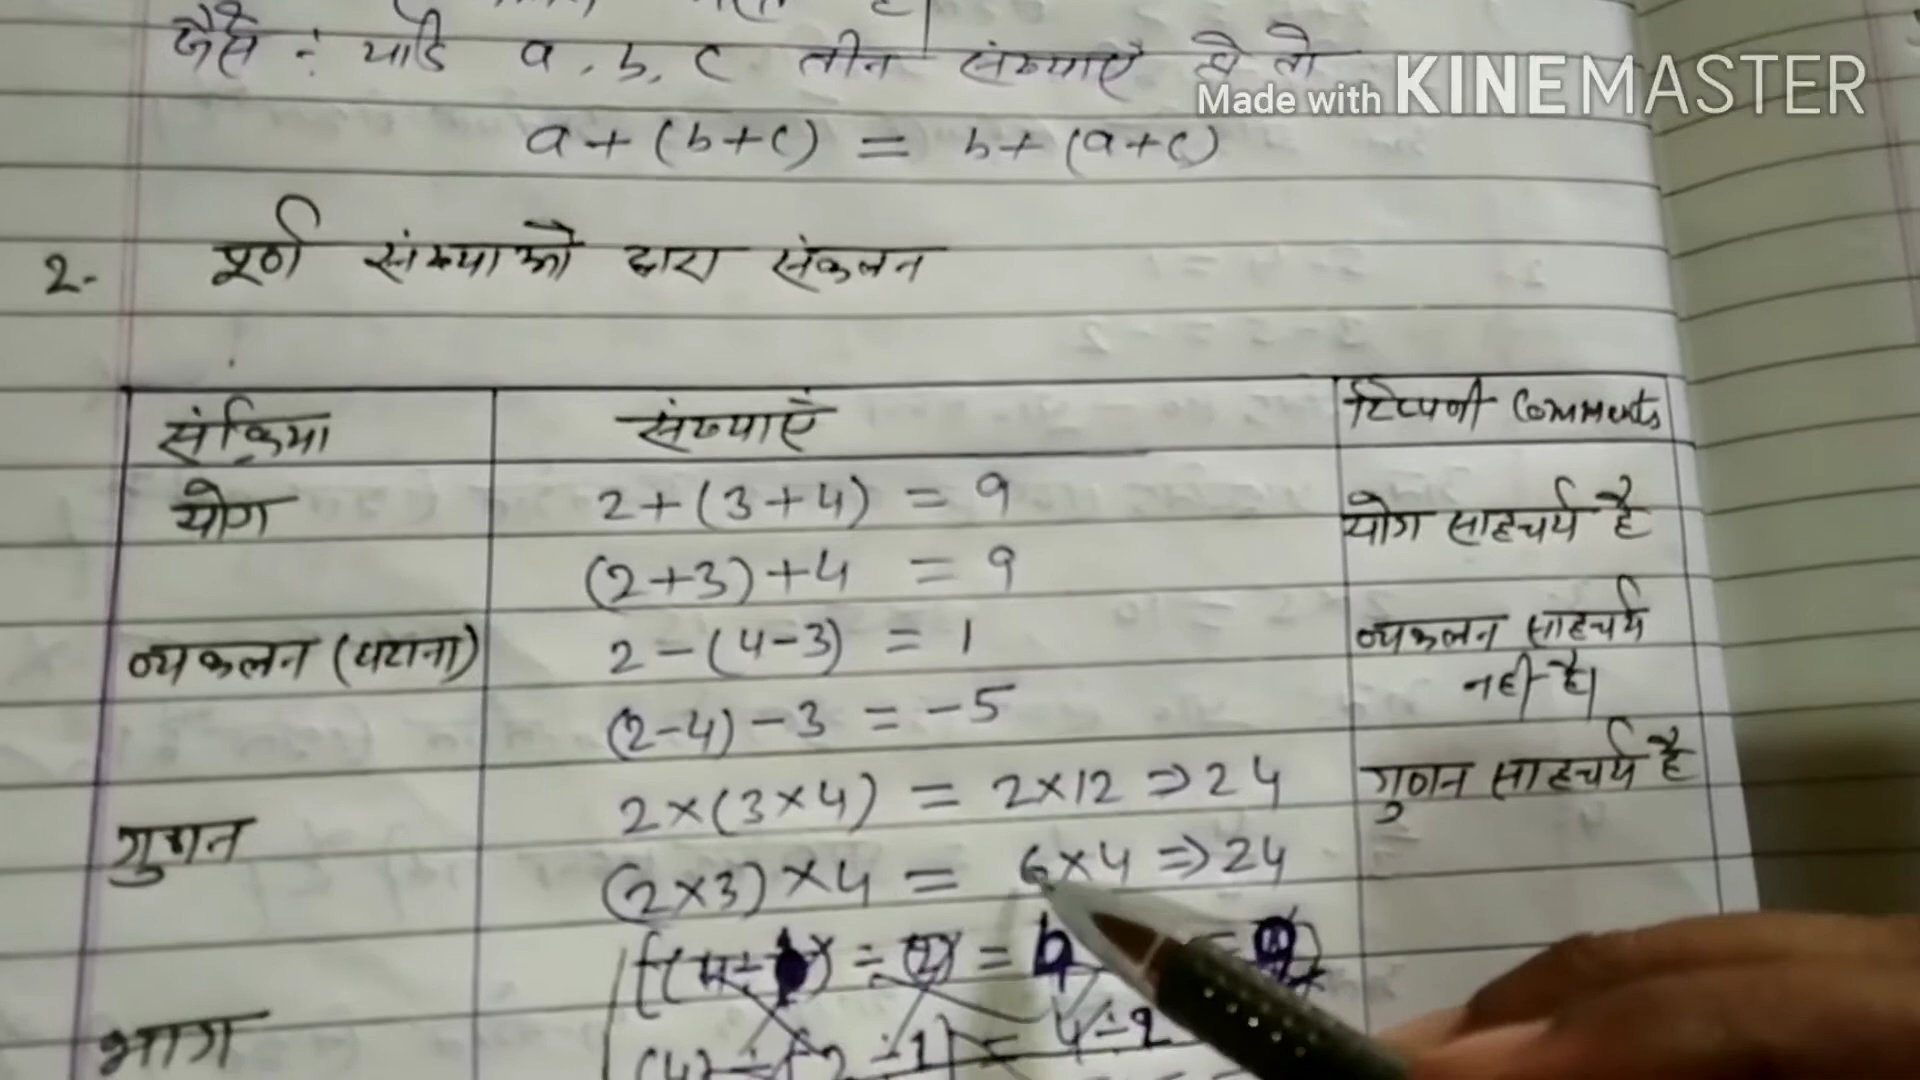 जैसे :- यदि a, b, c तीन संख्याएँ हो तो
Made with KINEMASTER
a + (b+c) = b + (a+c)
2- पूर्ण संख्याओ द्वारा संकलन
संक्रिया संख्याएँ टिप्पणी Comments
योग 2+(3+4) = 9 योग साहचर्य है
(2+3)+4 = 9
व्यकलन (घटाना) 2-(4-3) = 1 व्यकलन साहचर्य
नही है।
(2-4)-3 = -5
गुणन 2×(3×4) = 2×12 ⇒ 24 गुणन साहचर्य है
(2×3)×4 = 6×4 ⇒ 24
भाग